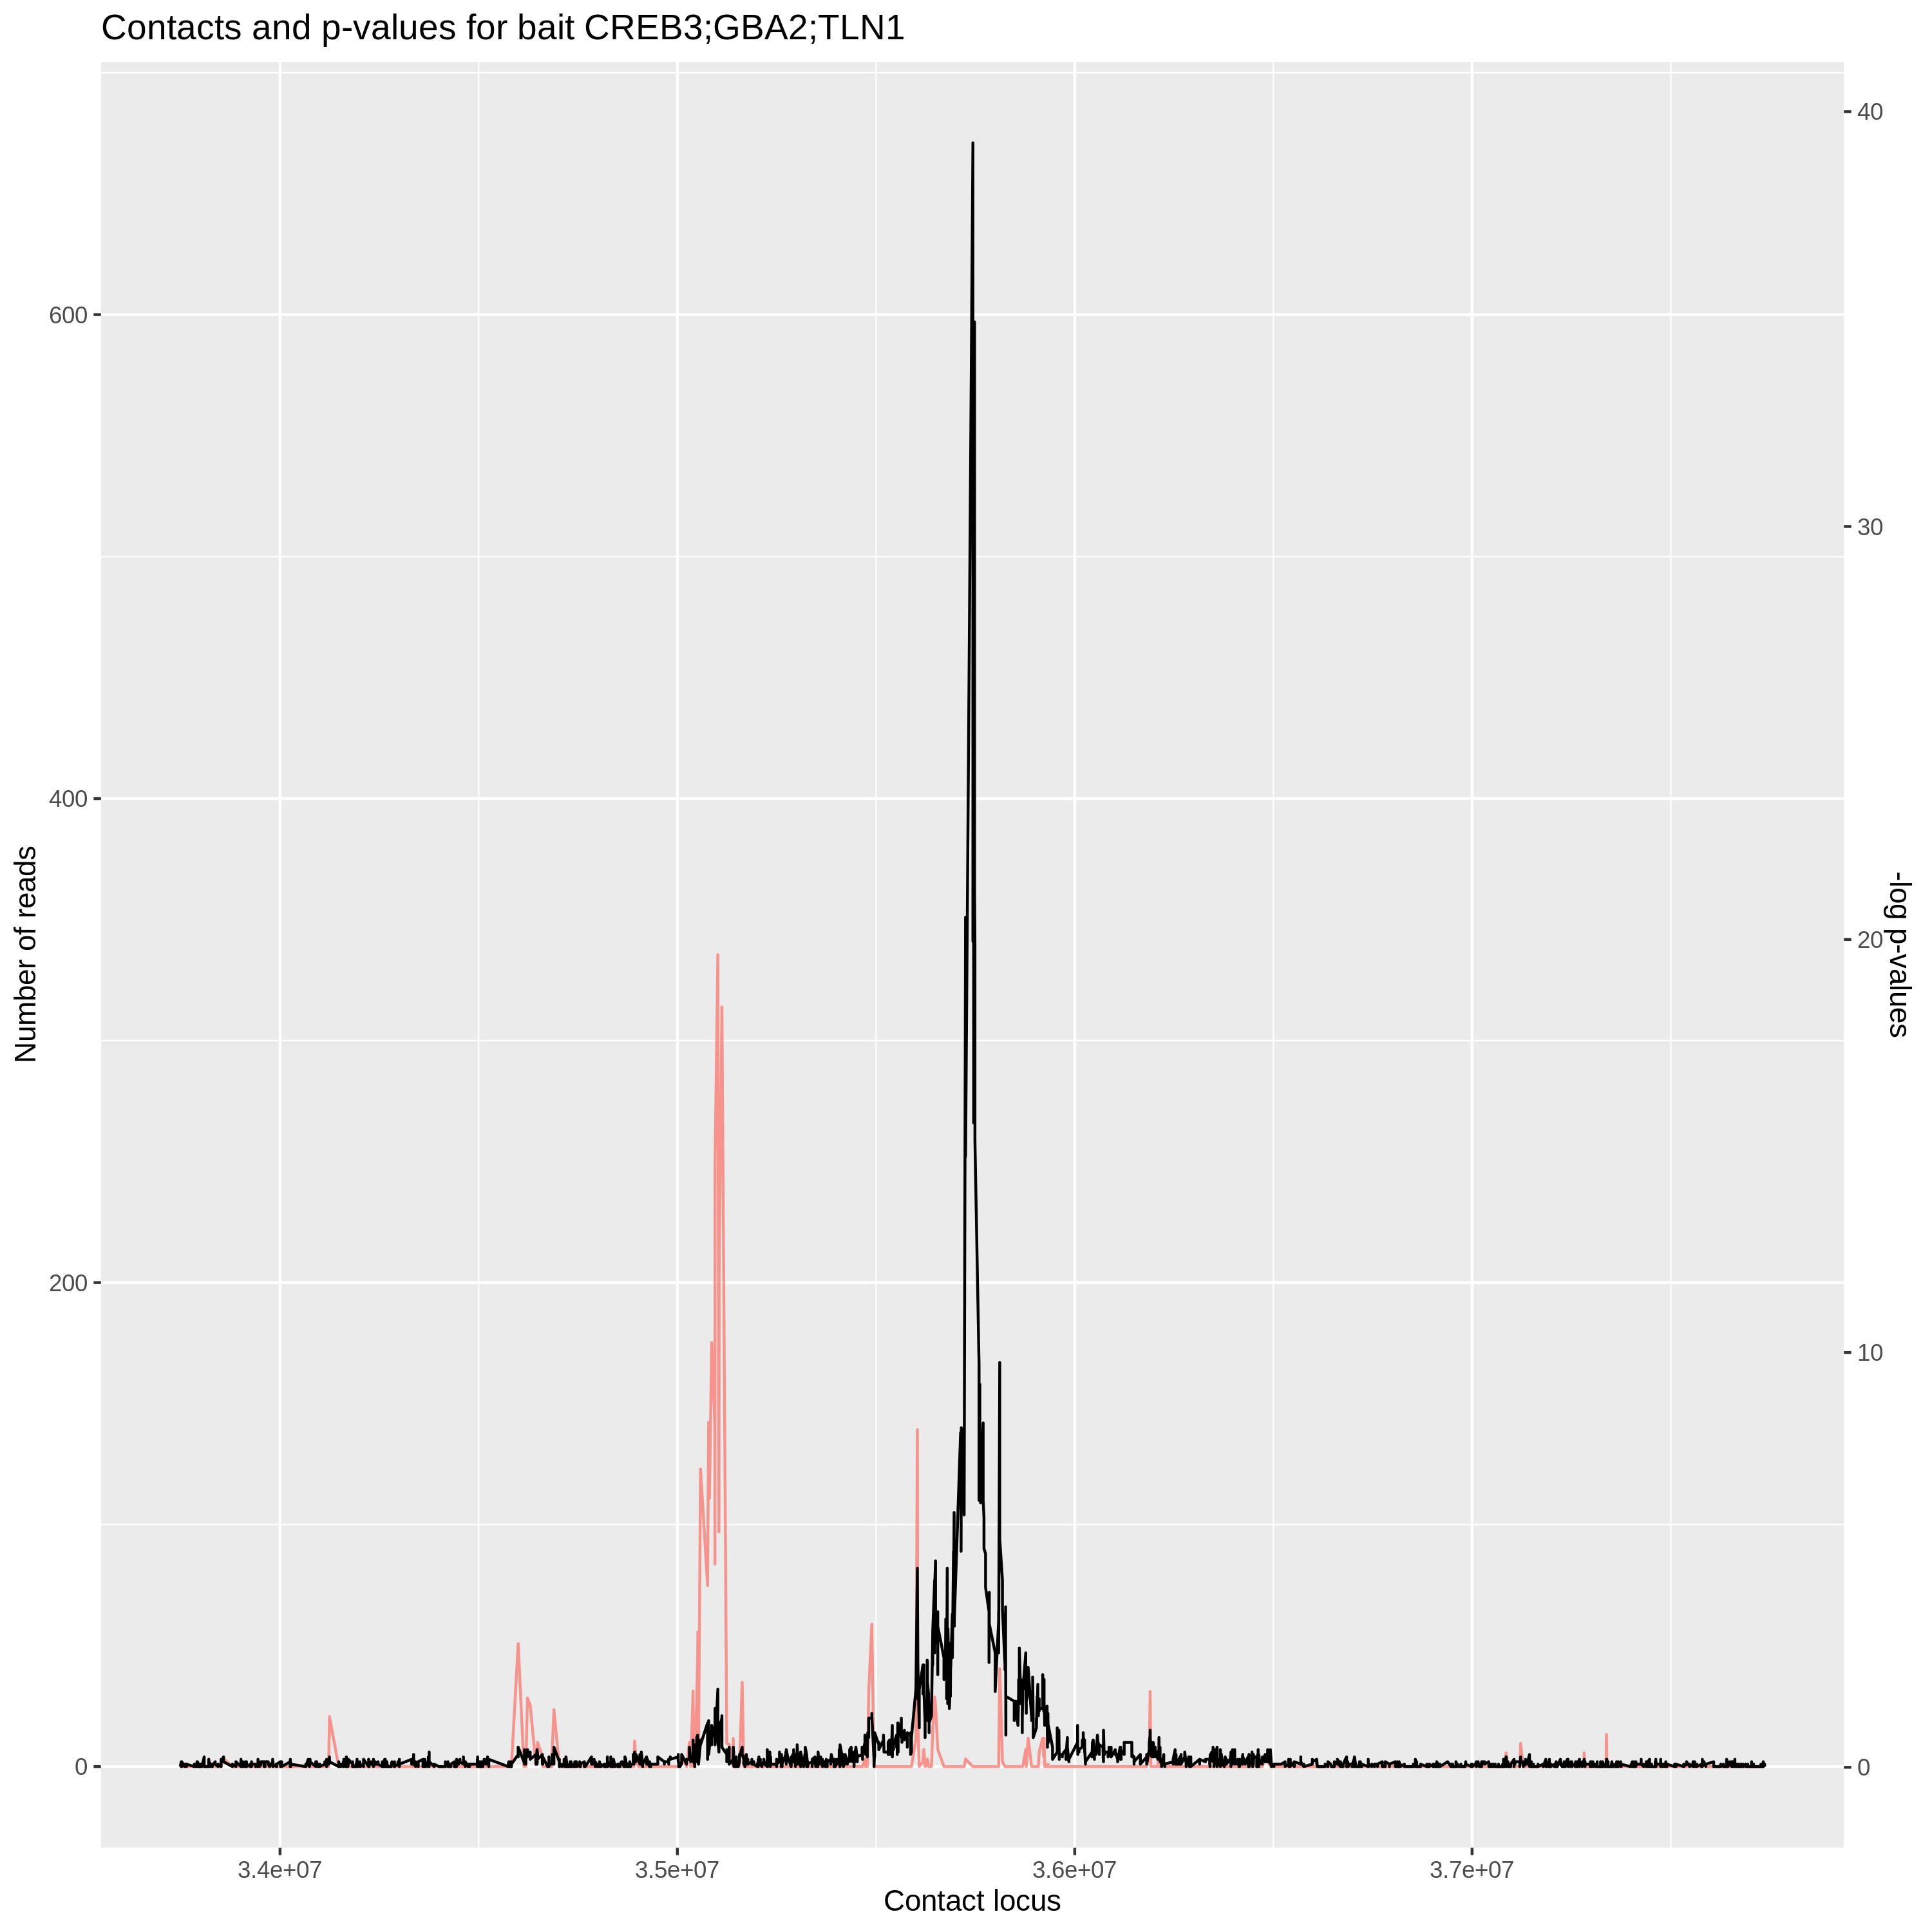 Contacts and p-values for bait CREB3;GBA2;TLN1
600
400
200
0
Number of reads
40
30
20
10
0
-log p-values
3.4e+07
3.5e+07
3.6e+07
3.7e+07
Contact locus